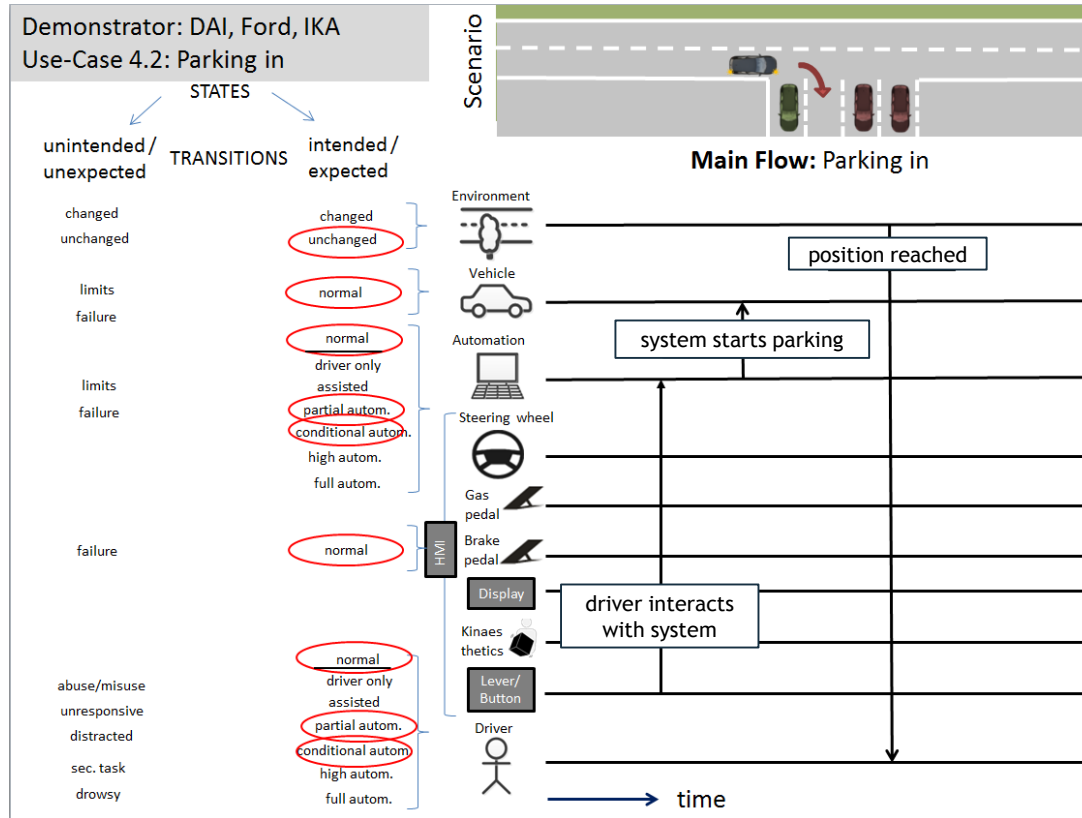 Demonstrator: DAI, Ford, IKA
Use-Case 4.2: Parking in
STATES
unintended /
unexpected
TRANSITIONS
intended /
expected
Scenario
Main Flow: Parking in
changed
unchanged
changed
unchanged
Environment
position reached
limits
failure
normal
Vehicle
system starts parking
limits
failure
normal
driver only
assisted
partial autom.
conditional autom.
high autom.
full autom.
Automation
Steering wheel
Gas
pedal
failure
normal
HMI
Brake
pedal
Display
Kinaes
thetics
Lever/
Button
driver interacts
with system
abuse/misuse
unresponsive
distracted
sec. task
drowsy
normal
driver only
assisted
partial autom.
conditional autom
high autom.
full autom.
Driver
time